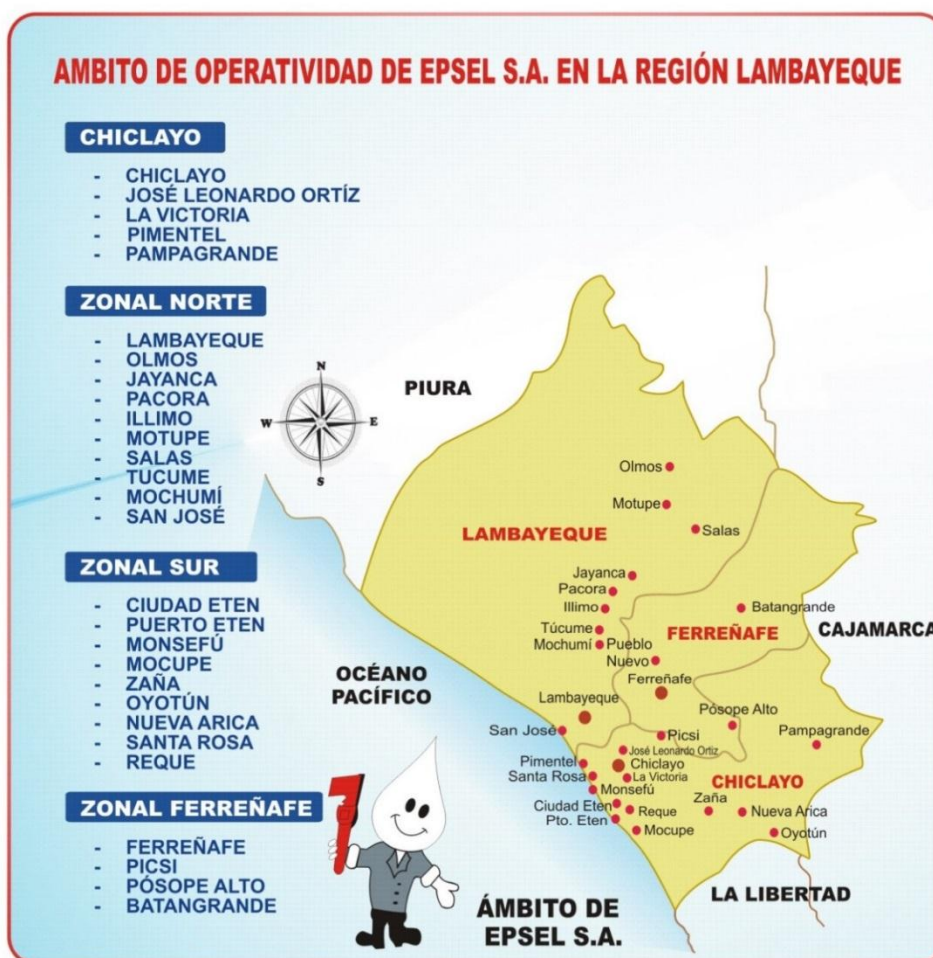 AMBITO DE OPERATIVIDAD DE EPSEL S.A. EN LA REGIÓN LAMBAYEQUE
CHICLAYO
- CHICLAYO
- JOSÉ LEONARDO ORTÍZ
- LA VICTORIA
- PIMENTEL
- PAMPAGRANDE
ZONAL NORTE
- LAMBAYEQUE
- OLMOS
- JAYANCA
- PACORA
- ILLIMO
- MOTUPE
- SALAS
- TUCUME
- MOCHUMÍ
- SAN JOSÉ
ZONAL SUR
- CIUDAD ETEN
- PUERTO ETEN
- MONSEFÚ
- MOCUPE
- ZAÑA
- OYOTÚN
- NUEVA ARICA
- SANTA ROSA
- REQUE
ZONAL FERREÑAFE
- FERREÑAFE
- PICSI
- PÓSOPE ALTO
- BATANGRANDE
N
W
E
S
PIURA
Olmos
Motupe
Salas
LAMBAYEQUE
Jayanca
Pacora
Illimo
Batangrande
Túcume
FERREÑAFE
CAJAMARCA
Mochumí
Pueblo
Nuevo
OCÉANO
PACÍFICO
Ferreñafe
Lambayeque
Pósope Alto
San José
Picsi
Pampagrande
José Leonardo Ortiz
Pimentel
Chiclayo
Santa Rosa
La Victoria
CHICLAYO
Monsefú
Ciudad Eten
Reque
Zaña
Nueva Arica
Pto. Eten
Mocupe
Oyotún
LA LIBERTAD
ÁMBITO DE
EPSEL S.A.